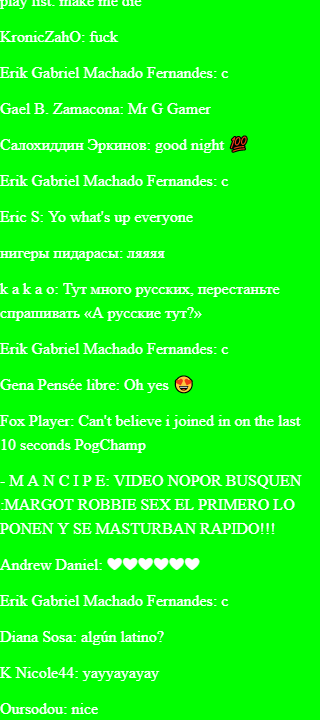 play list: make me die
KronicZahO: fuck
Erik Gabriel Machado Fernandes: c
Gael B. Zamacona: Mr G Gamer
Салохиддин Эркинов: good night 💯
Erik Gabriel Machado Fernandes: c
Eric S: Yo what's up everyone
нигеры пидарасы: ляяяя
k a k a o: Тут много русских, перестаньте
спрашивать «А русские тут?»
Erik Gabriel Machado Fernandes: c
Gena Pensée libre: Oh yes 😍
Fox Player: Can't believe i joined in on the last
10 seconds PogChamp
- M A N C I P E: VIDEO NOPOR BUSQUEN
:MARGOT ROBBIE SEX EL PRIMERO LO
PONEN Y SE MASTURBAN RAPIDO!!!
Andrew Daniel: 🤍🤍🤍🤍🤍🤍
Erik Gabriel Machado Fernandes: c
Diana Sosa: algún latino?
K Nicole44: yayyayayay
Oursodou: nice